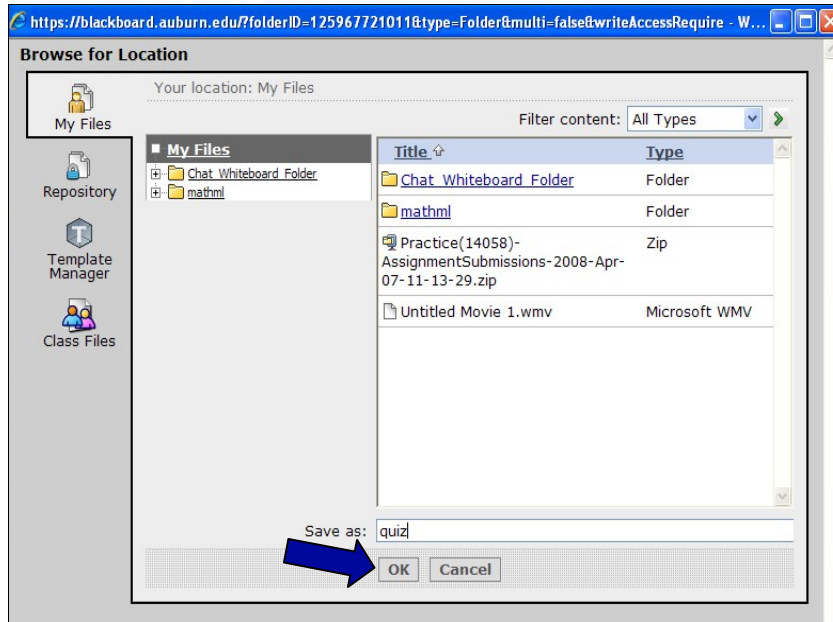 https://blackboard.auburn.edu/?folderID=125967721011&type=Folder&multi=false&writeAccessRequire - W...
Browse for Location
My Files
Repository
Template
Manager
Class Files
Your location: My Files
Filter content: All Types
My Files
Chat_Whiteboard_Folder
mathml
Title Type
Chat_Whiteboard_Folder Folder
mathml Folder
Practice(14058)- Zip
AssignmentSubmissions-2008-Apr-
07-11-13-29.zip
Untitled Movie 1.wmv Microsoft WMV
Save as: quiz
OK Cancel